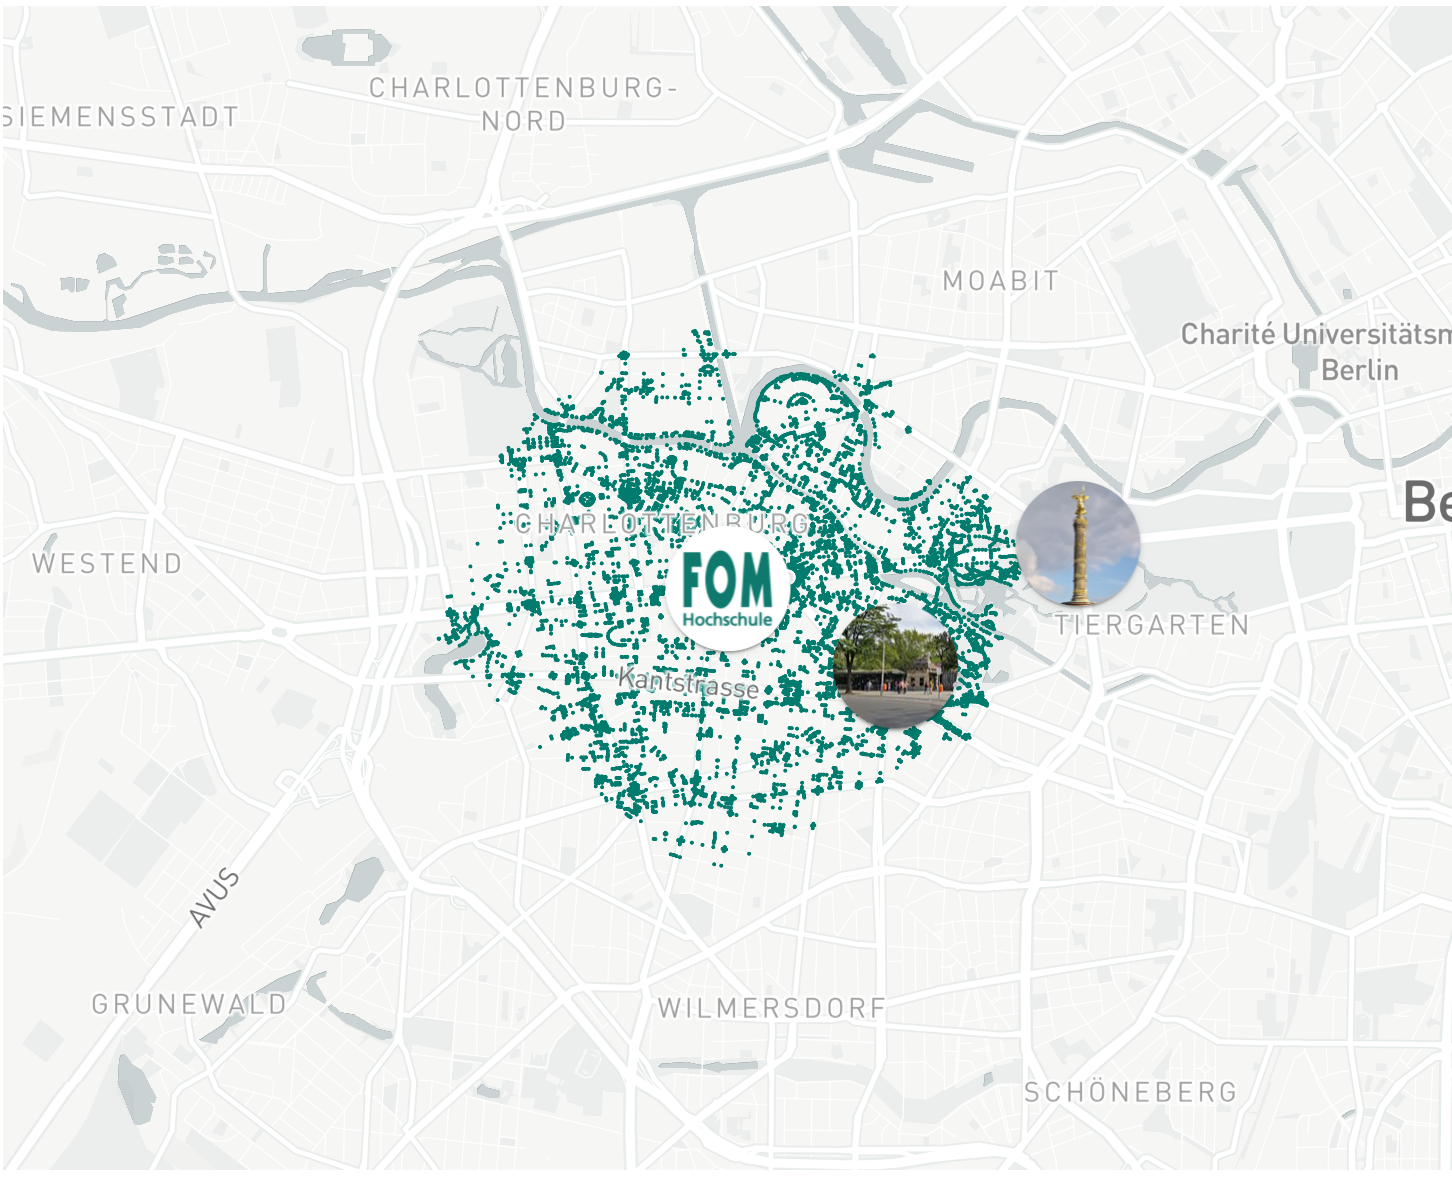 CHARLOTTENBURG-
NORD
SIEMENSSTADT
MOABIT
Charité Universitätsm
Berlin
Be
CHARLOTTENBURG
WESTEND
FOM
Hochschule
TIERGARTEN
Kantstrasse
AVUS
GRUNEWALD
WILMERSDORF
SCHÖNEBERG